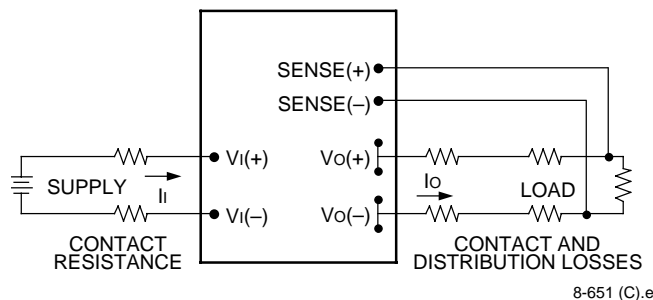 SENSE(+)
SENSE(–)
VI(+)
VO(+)
SUPPLY
II
IO
LOAD
VI(–)
VO(–)
CONTACT
RESISTANCE
CONTACT AND
DISTRIBUTION LOSSES
8-651 (C).e